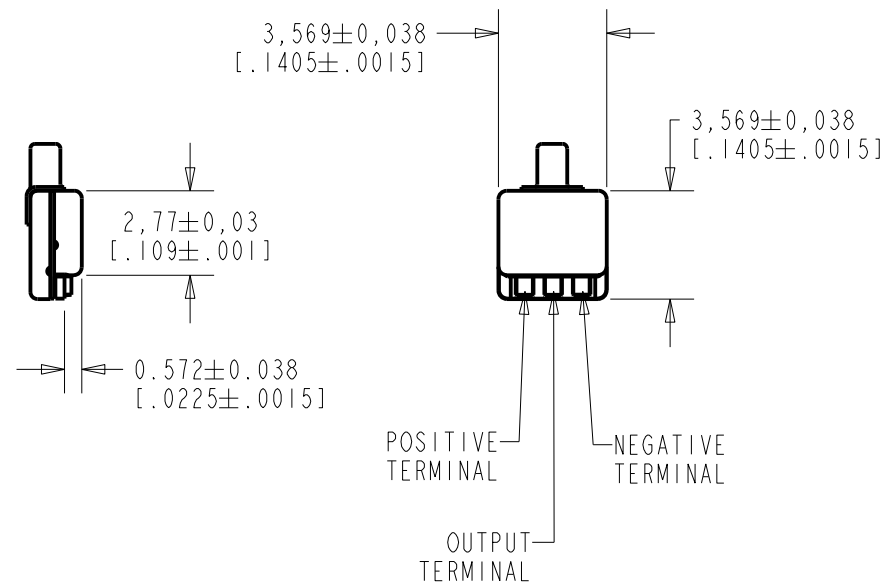 3,569±0,038
[.1405±.0015]
3,569±0,038
[.1405±.0015]
2,77±0,03
[.109±.001]
0.572±0.038
[.0225±.0015]
POSITIVE
TERMINAL
NEGATIVE
TERMINAL
OUTPUT
TERMINAL